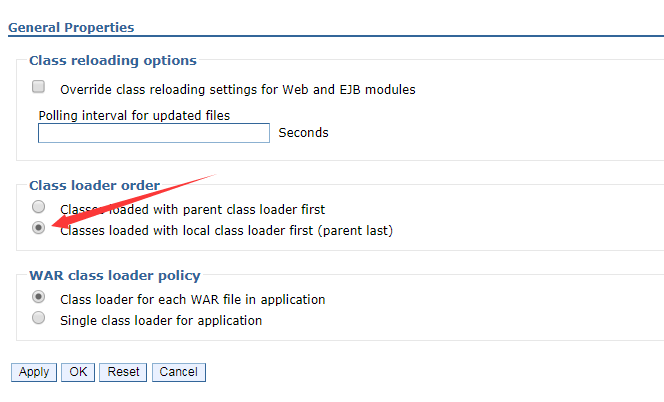 General Properties
Class reloading options
Override class reloading settings for Web and EJB modules
Polling interval for updated files
Seconds
Class loader order
Classes loaded with parent class loader first
Classes loaded with local class loader first (parent last)
WAR class loader policy
Class loader for each WAR file in application
Single class loader for application
Apply OK Reset Cancel